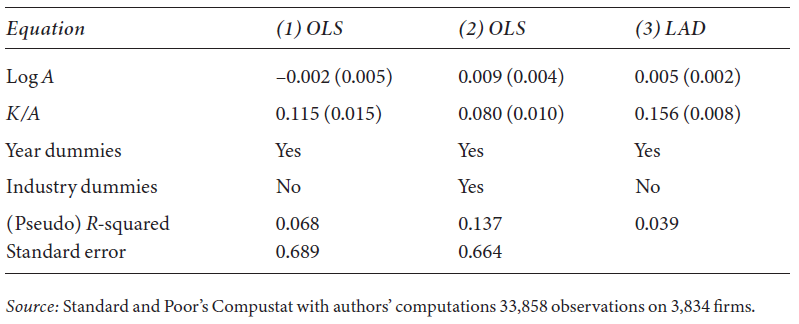 Equation (1) OLS (2) OLS (3) LAD
Log A –0.002 (0.005) 0.009 (0.004) 0.005 (0.002)
K/A 0.115 (0.015) 0.080 (0.010) 0.156 (0.008)
Year dummies Yes Yes Yes
Industry dummies No Yes No
(Pseudo) R-squared 0.068 0.137 0.039
Standard error 0.689 0.664
Source: Standard and Poor's Compustat with authors' computations 33,858 observations on 3,834 firms.